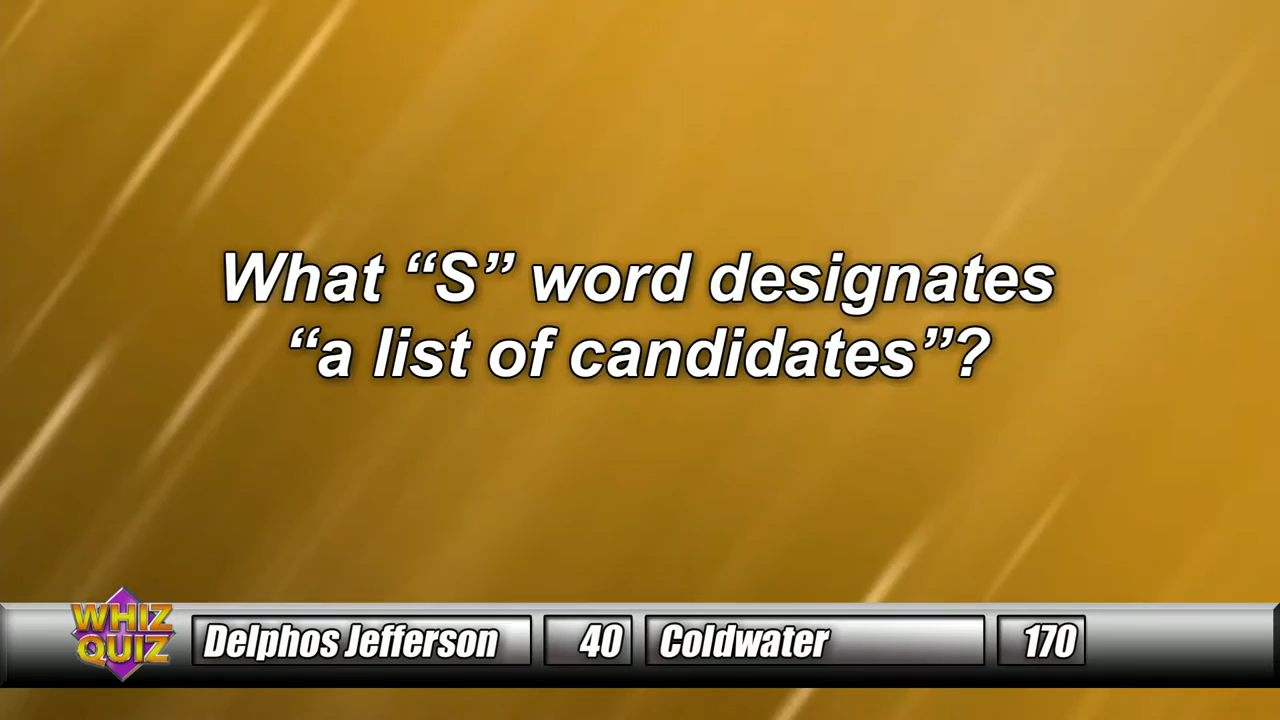 What “S” word designates
“a list of candidates”?
WHIZ
QUIZ
Delphos Jefferson 40 Coldwater 170